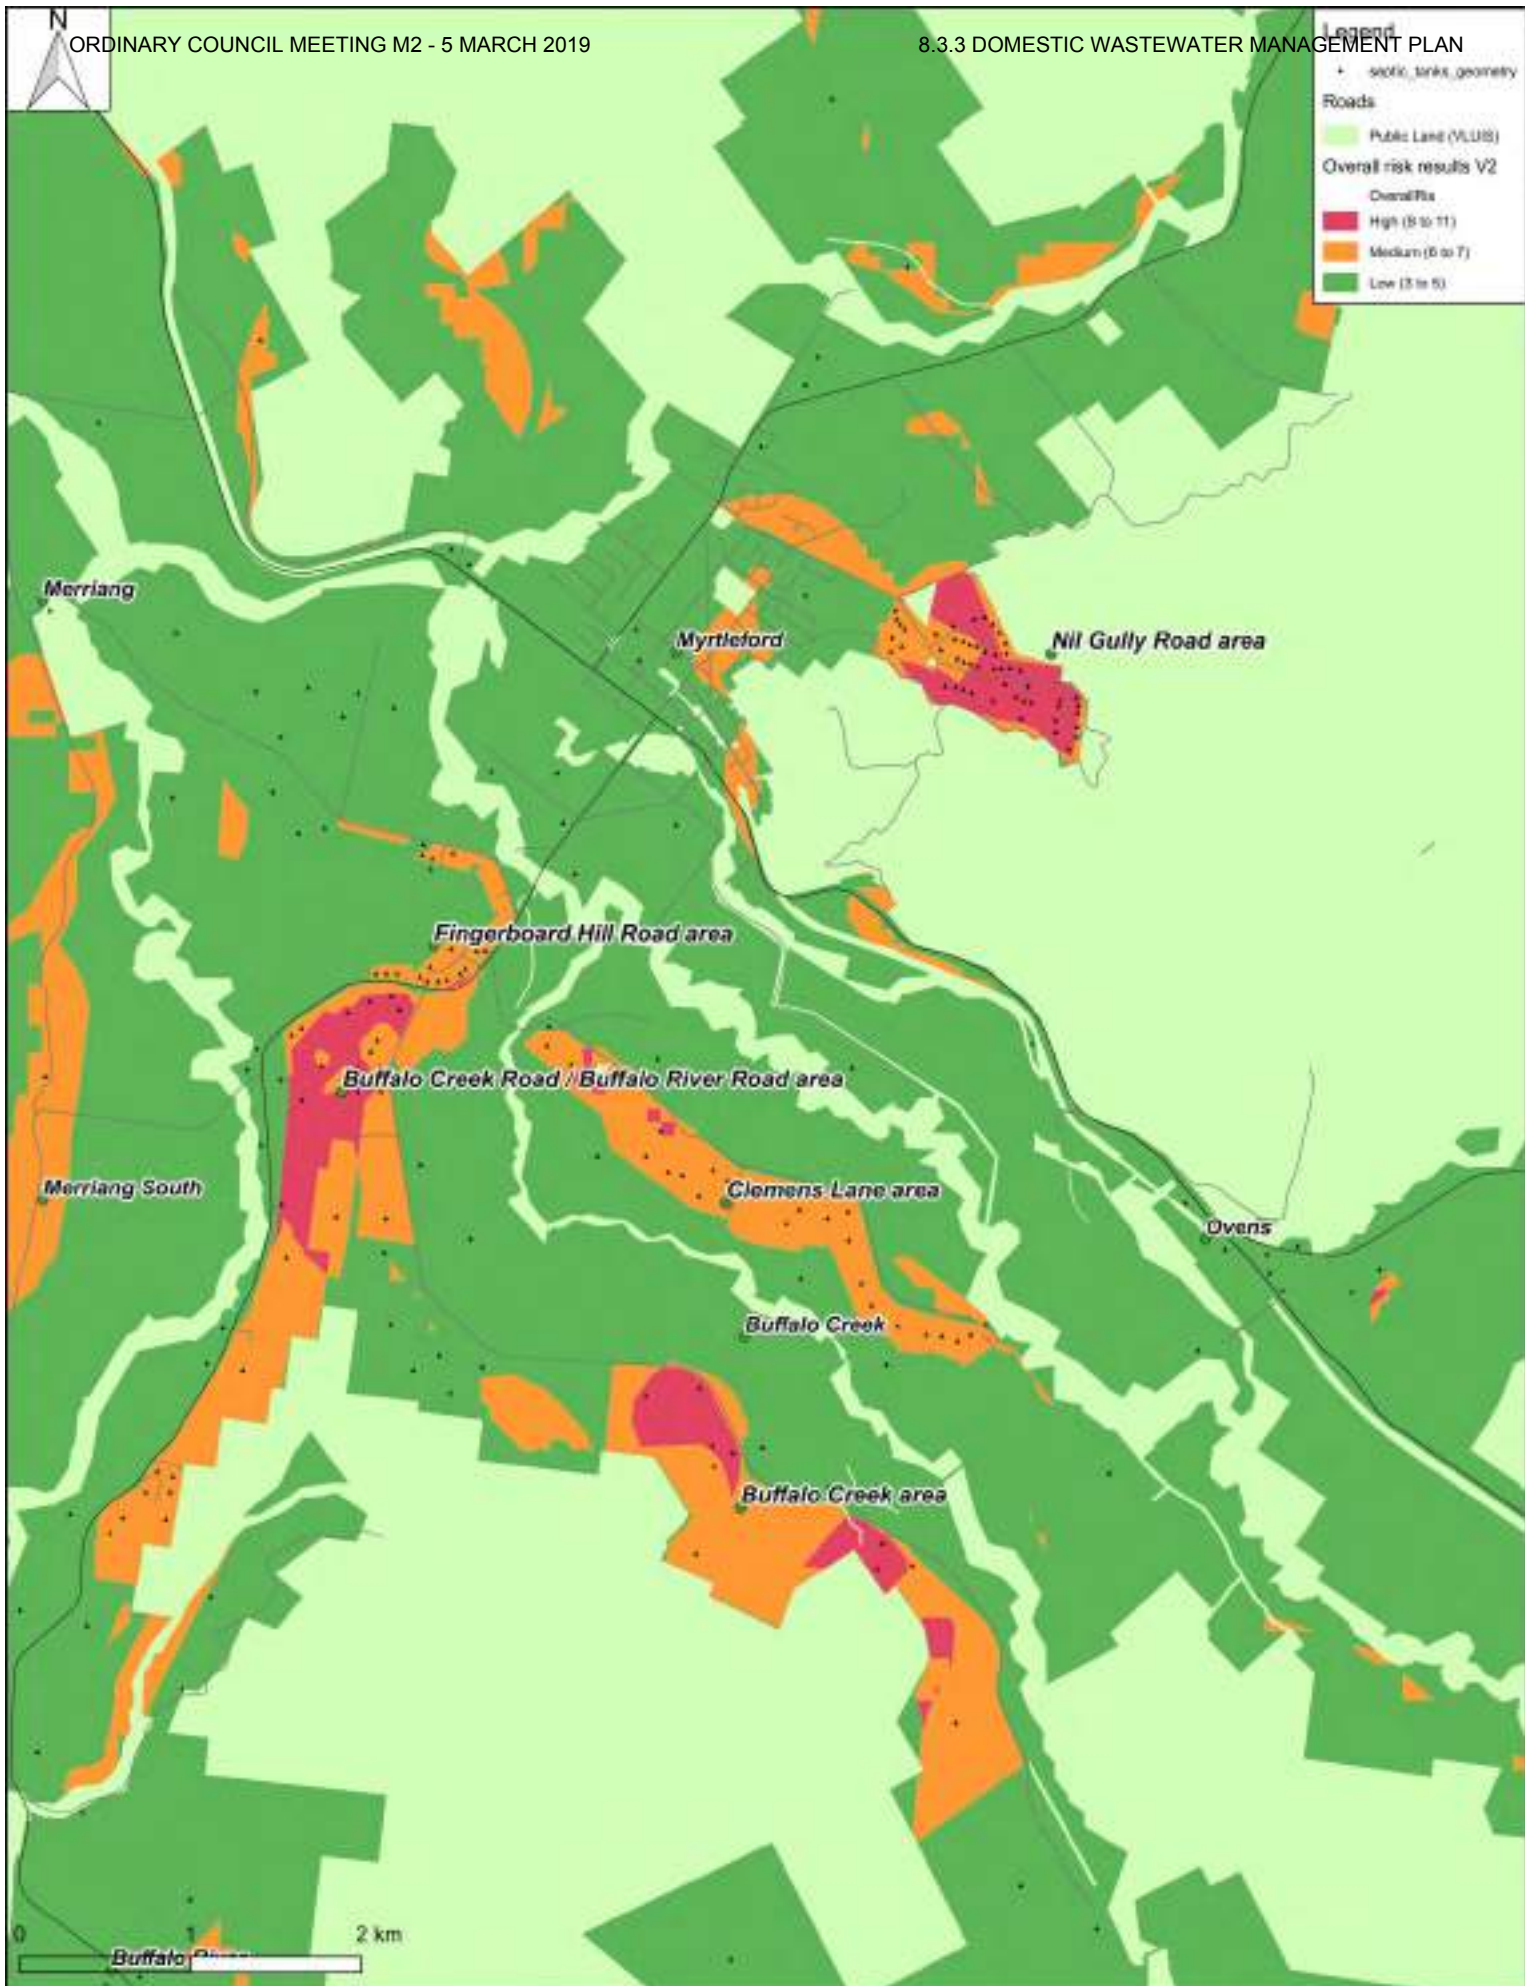 N
ORDINARY COUNCIL MEETING M2 - 5 MARCH 2019
8.3.3 DOMESTIC WASTEWATER MANAGEMENT PLAN
Legend
septic_tanks_geometry
Roads
Public Land (VLUIS)
Overall risk results V2
OverallRis
High (8 to 11)
Medium (6 to 7)
Low (3 to 5)
Merriang
Myrtleford
Nil Gully Road area
Fingerboard Hill Road area
Buffalo Creek Road / Buffalo River Road area
Merriang South
Clemens Lane area
Ovens
Buffalo Creek
Buffalo Creek area
0
1
2 km
Buffalo River